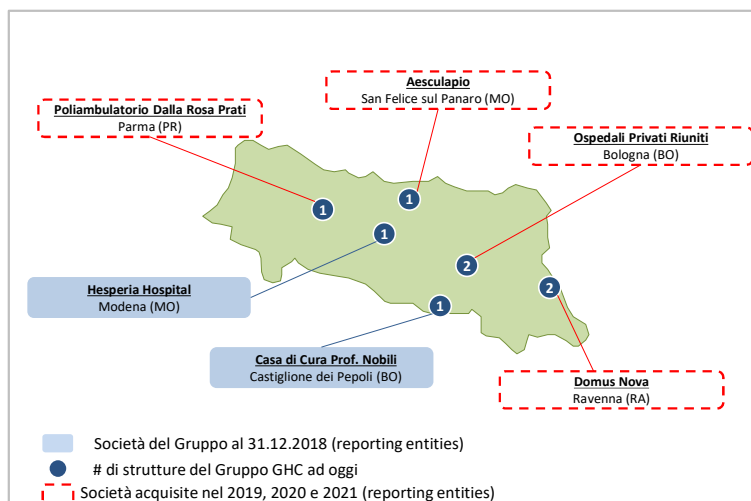 Aesculapio
San Felice sul Panaro (MO)
Poliambulatorio Dalla Rosa Prati
Parma (PR)
Ospedali Privati Riuniti
Bologna (BO)
1
1
1
2
2
1
Hesperia Hospital
Modena (MO)
Casa di Cura Prof. Nobili
Castiglione dei Pepoli (BO)
Domus Nova
Ravenna (RA)
Società del Gruppo al 31.12.2018 (reporting entities)
# di strutture del Gruppo GHC ad oggi
Società acquisite nel 2019, 2020 e 2021 (reporting entities)